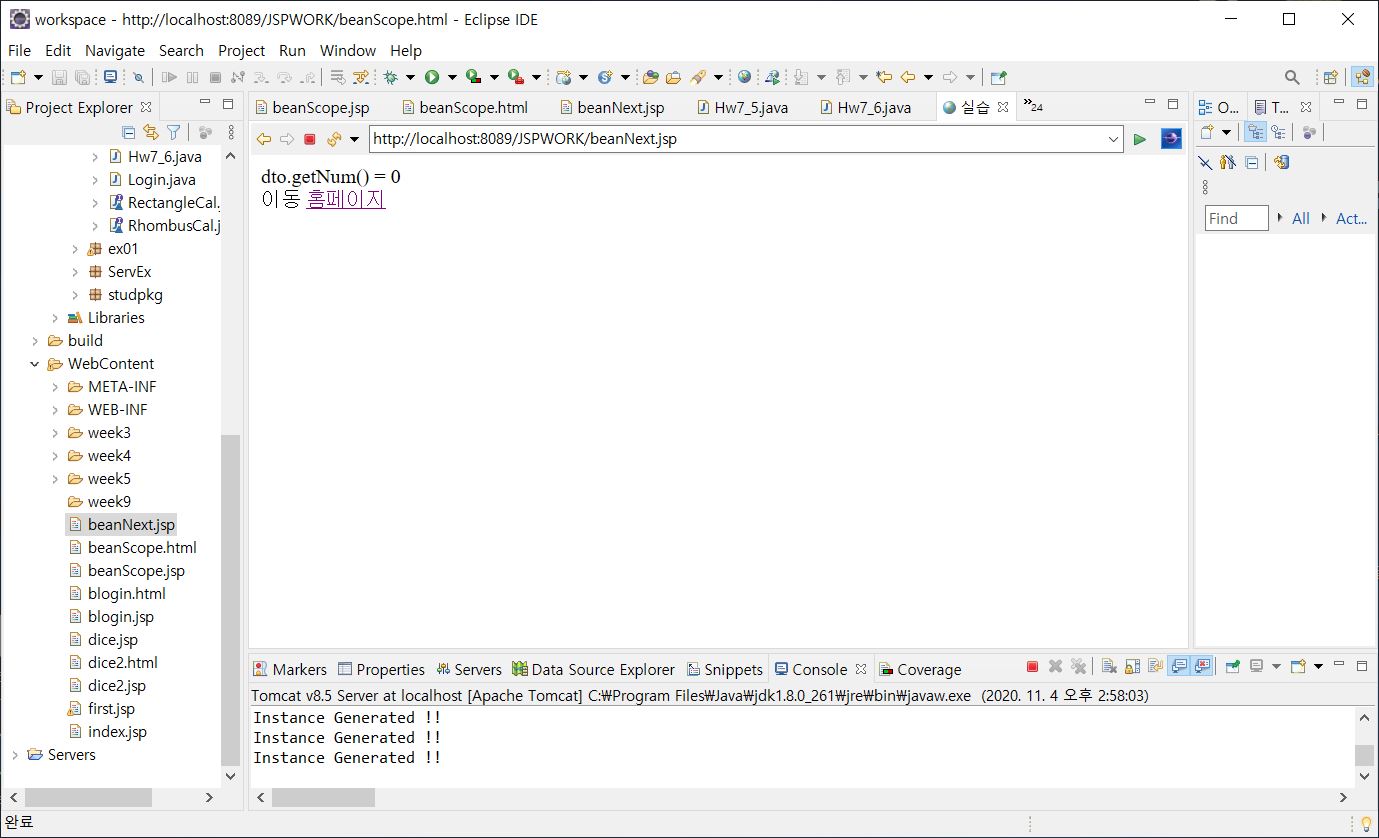 workspace - http://localhost:8089/JSPWORK/beanScope.html - Eclipse IDE
File Edit Navigate Search Project Run Window Help
Project Explorer
Hw7_6.java
Login.java
RectangleCal.
RhombusCal.j
ex01
ServEx
studpkg
Libraries
build
WebContent
META-INF
WEB-INF
week3
week4
week5
week9
beanNext.jsp
beanScope.html
beanScope.jsp
blogin.html
blogin.jsp
dice.jsp
dice2.html
dice2.jsp
first.jsp
index.jsp
Servers
beanScope.jsp beanScope.html beanNext.jsp Hw7_5.java Hw7_6.java 실습 »24
http://localhost:8089/JSPWORK/beanNext.jsp
dto.getNum() = 0
이동 홈페이지
O... T...
Find All Act...
Markers Properties Servers Data Source Explorer Snippets Console Coverage
Tomcat v8.5 Server at localhost [Apache Tomcat] C:₩Program Files₩Java₩jdk1.8.0_261₩jre₩bin₩javaw.exe (2020. 11. 4 오후 2:58:03)
Instance Generated !!
Instance Generated !!
Instance Generated !!
완료